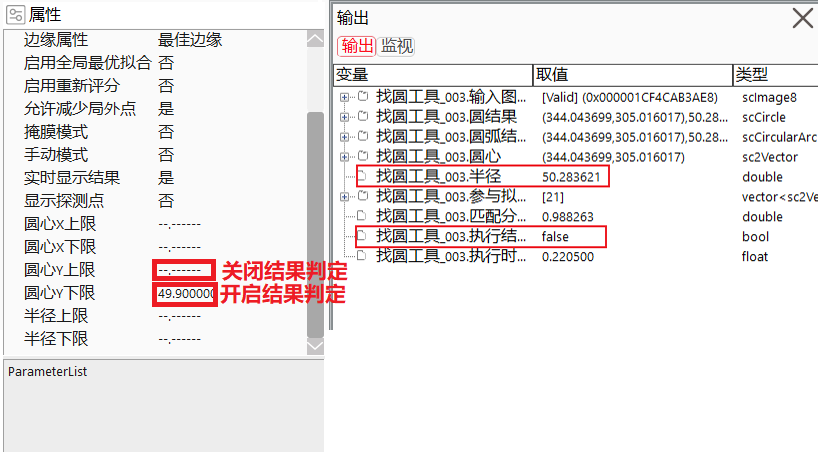 属性
边缘属性 最佳边缘
启用全局最优拟合 否
启用重新评分 否
允许减少局外点 是
掩膜模式 否
手动模式 否
实时显示结果 是
显示探测点 否
圆心X上限 --.------
圆心X下限 --.------
圆心Y上限 --.------ 关闭结果判定
圆心Y下限 49.900000 开启结果判定
半径上限 --.------
半径下限 --.------
ParameterList
输出
输出 监视
变量 取值 类型
找圆工具_003.输入图... [Valid] (0x000001CF4CAB3AE8) scImage8
找圆工具_003.圆结果 (344.043699,305.016017),50.28... scCircle
找圆工具_003.圆弧结... (344.043699,305.016017),50.28... scCircularArc
找圆工具_003.圆心 (344.043699,305.016017) sc2Vector
找圆工具_003.半径 50.283621 double
找圆工具_003.参与拟... [21] vector<sc2Ve
找圆工具_003.匹配分... 0.988263 double
找圆工具_003.执行结... false bool
找圆工具_003.执行时... 0.220500 float